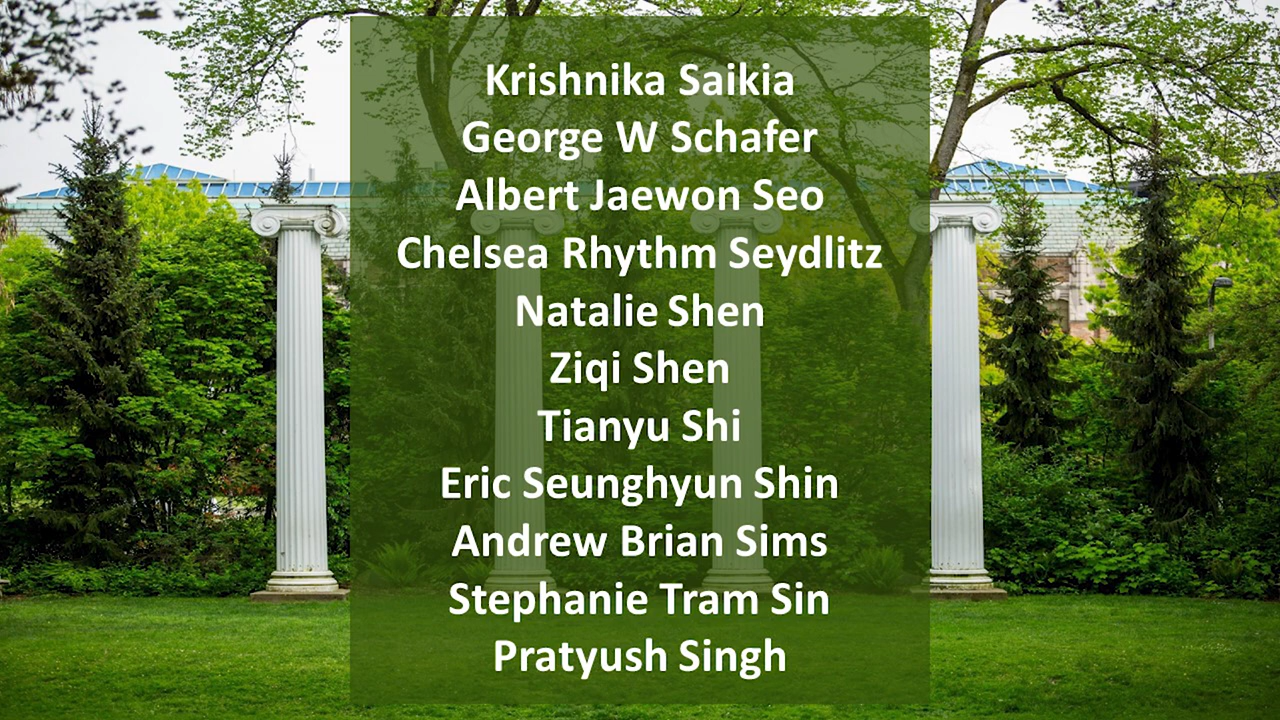 Krishnika Saikia
George W Schafer
Albert Jaewon Seo
Chelsea Rhythm Seydlitz
Natalie Shen
Ziqi Shen
Tianyu Shi
Eric Seunghyun Shin
Andrew Brian Sims
Stephanie Tram Sin
Pratyush Singh